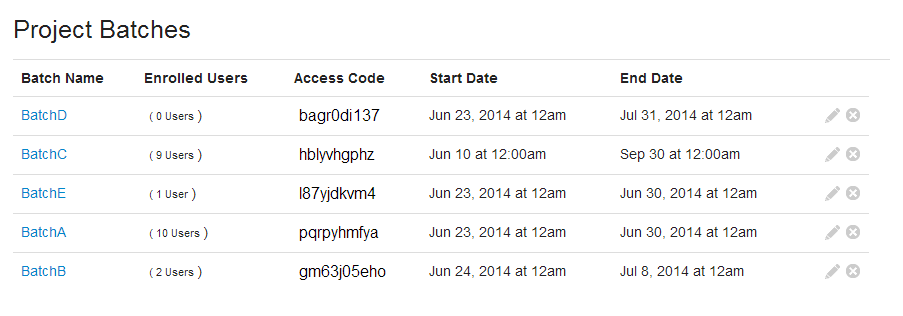 Project Batches
Batch Name Enrolled Users Access Code Start Date End Date
BatchD ( 0 Users ) bagr0di137 Jun 23, 2014 at 12am Jul 31, 2014 at 12am
BatchC ( 9 Users ) hblyvhgphz Jun 10 at 12:00am Sep 30 at 12:00am
BatchE ( 1 User ) l87yjdkvm4 Jun 23, 2014 at 12am Jun 30, 2014 at 12am
BatchA ( 10 Users ) pqrpyhmfya Jun 23, 2014 at 12am Jun 30, 2014 at 12am
BatchB ( 2 Users ) gm63j05eho Jun 24, 2014 at 12am Jul 8, 2014 at 12am